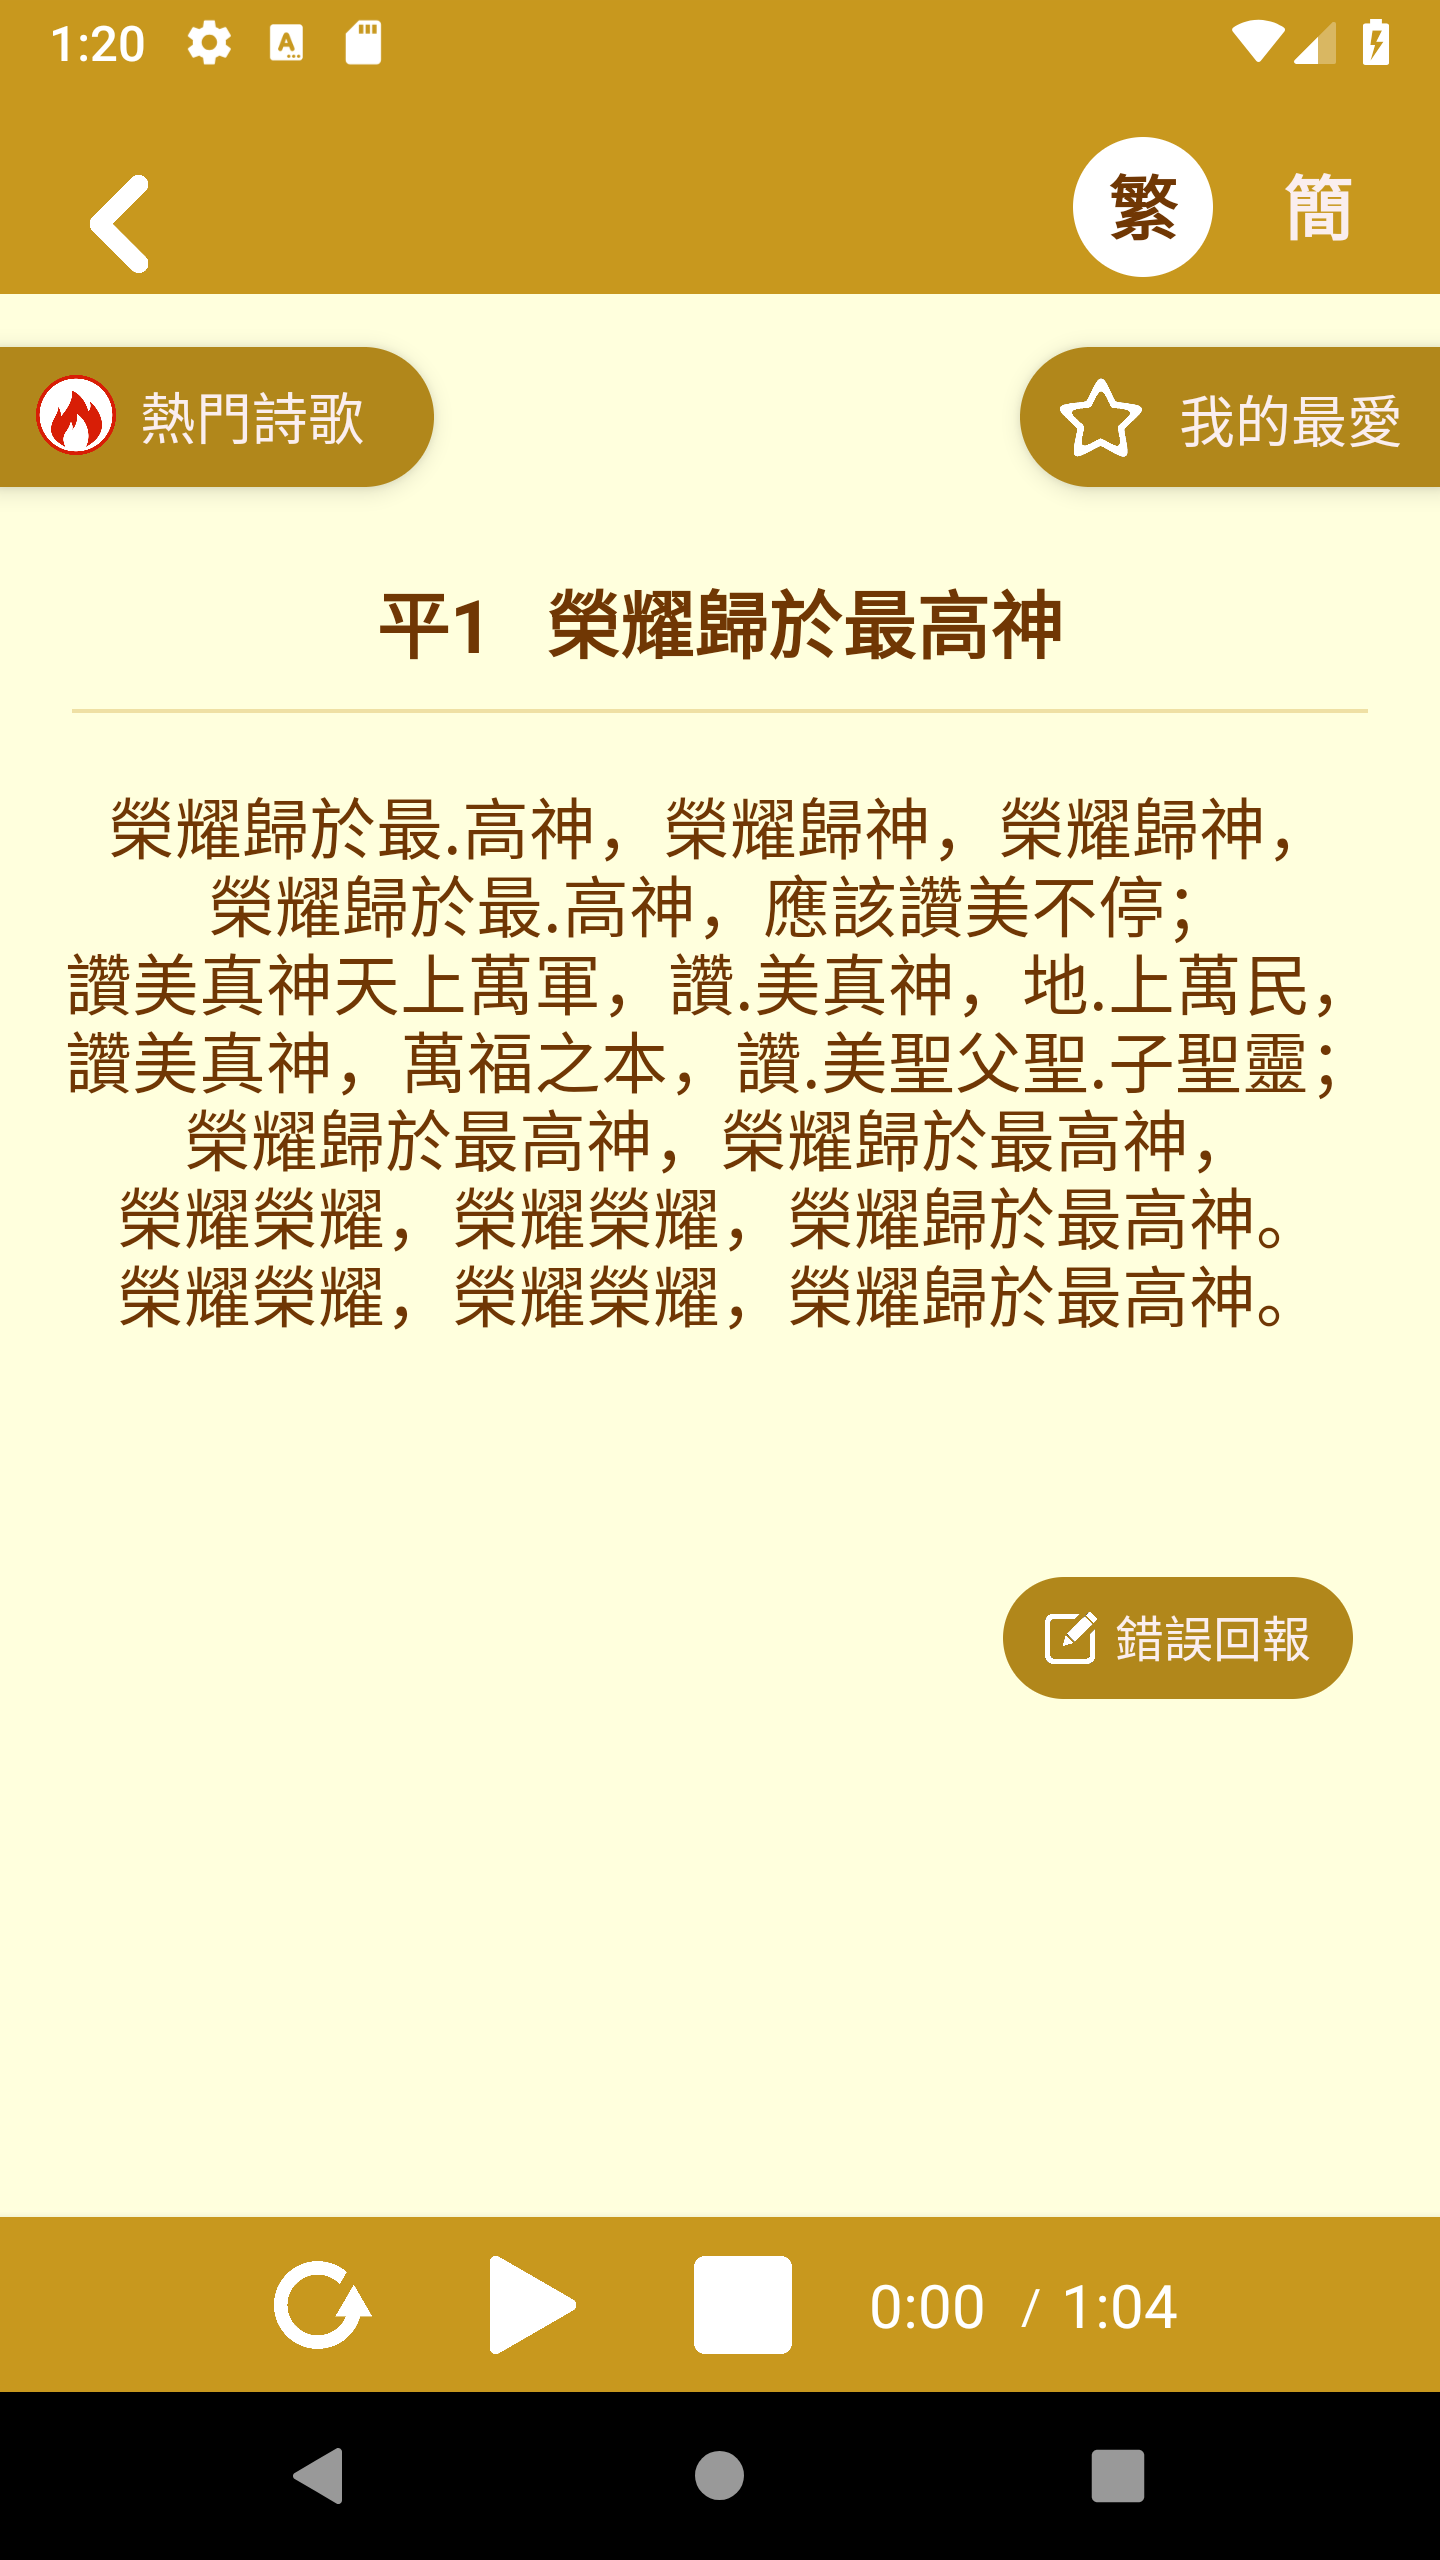 1:20
繁 簡
熱門詩歌 我的最愛
平1 榮耀歸於最高神
榮耀歸於最.高神，榮耀歸神，榮耀歸神，
榮耀歸於最.高神，應該讚美不停；
讚美真神天上萬軍，讚.美真神，地.上萬民，
讚美真神，萬福之本，讚.美聖父聖.子聖靈；
榮耀歸於最高神，榮耀歸於最高神，
榮耀榮耀，榮耀榮耀，榮耀歸於最高神。
榮耀榮耀，榮耀榮耀，榮耀歸於最高神。
錯誤回報
0:00 / 1:04